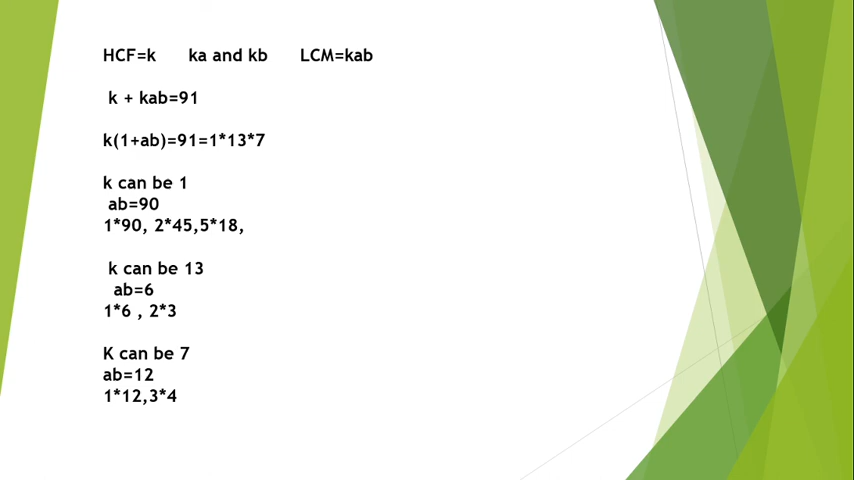 HCF=k ka and kb LCM=kab
k + kab=91
k(1+ab)=91=1*13*7
k can be 1
ab=90
1*90, 2*45,5*18,
k can be 13
ab=6
1*6 , 2*3
K can be 7
ab=12
1*12,3*4